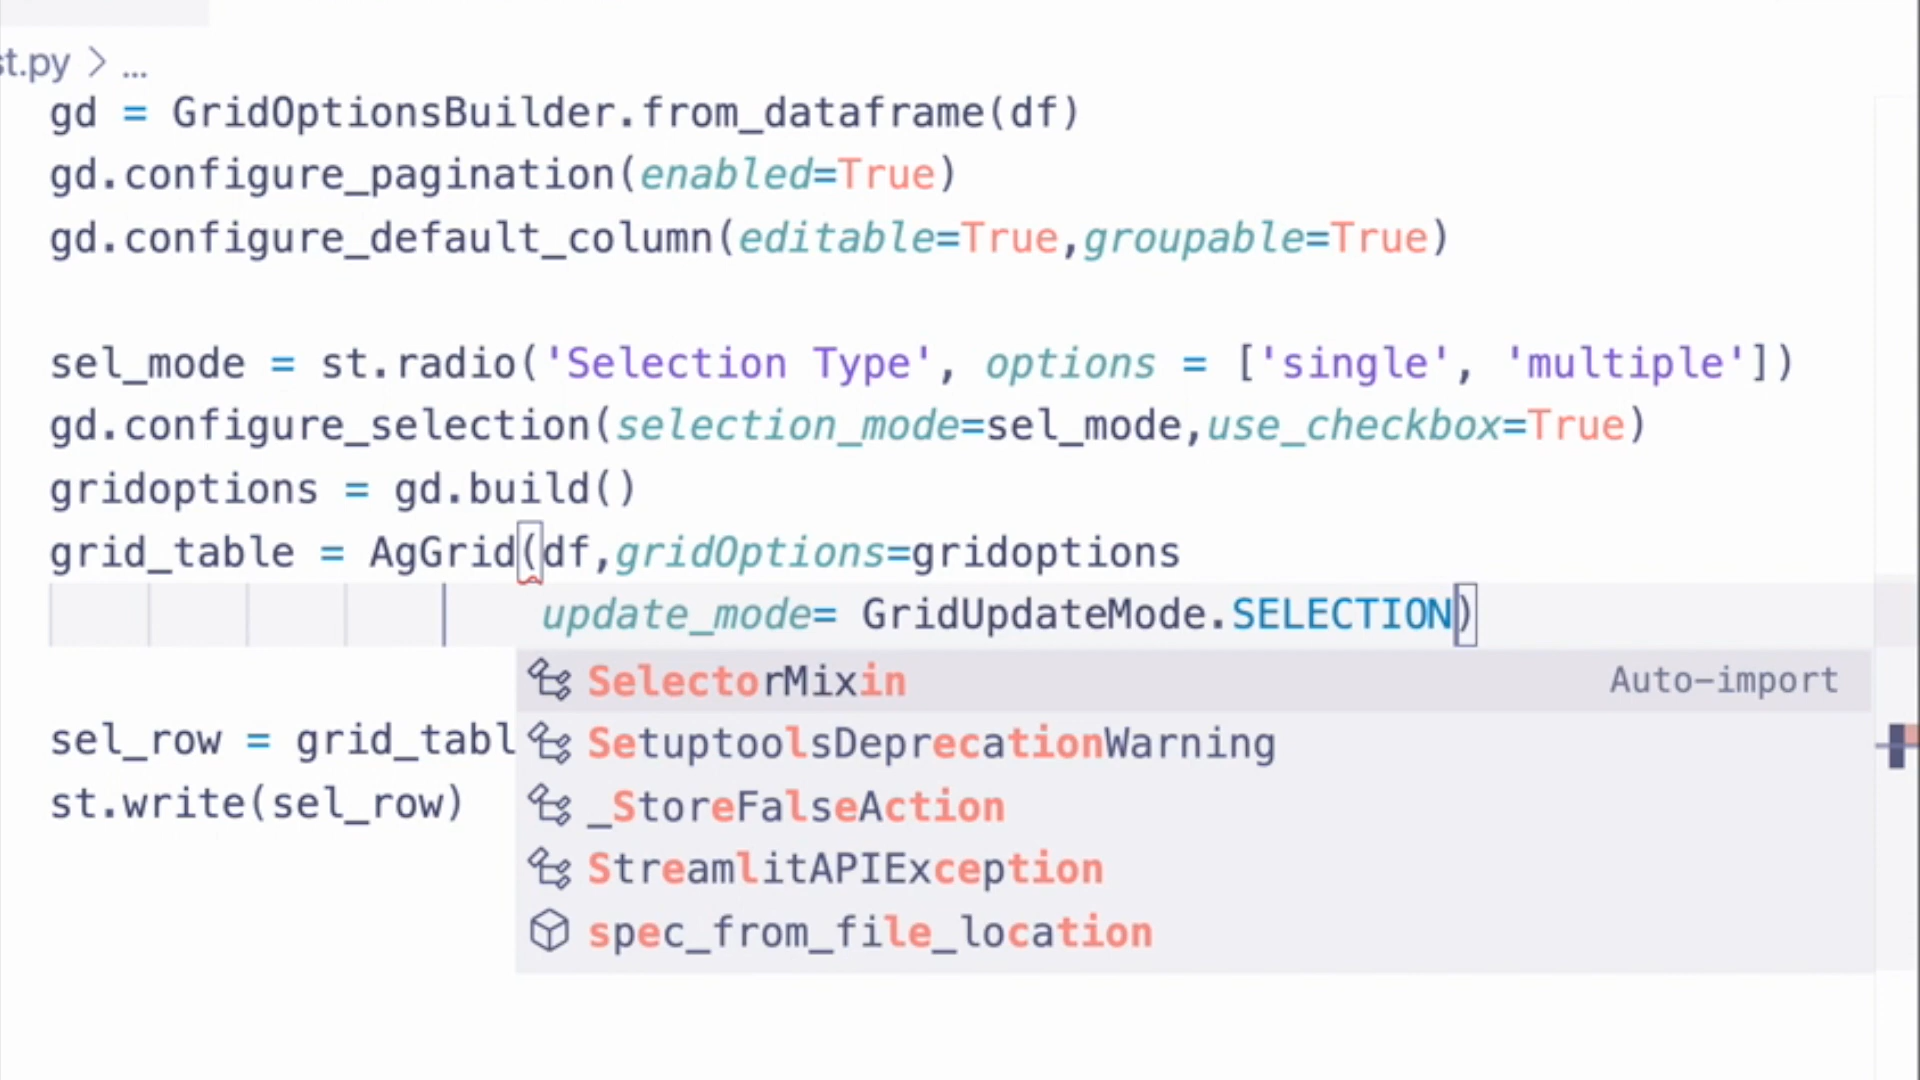 st.py > ...
gd = GridOptionsBuilder.from_dataframe(df)
gd.configure_pagination(enabled=True)
gd.configure_default_column(editable=True,groupable=True)
sel_mode = st.radio('Selection Type', options = ['single', 'multiple'])
gd.configure_selection(selection_mode=sel_mode,use_checkbox=True)
gridoptions = gd.build()
grid_table = AgGrid(df,gridOptions=gridoptions
update_mode= GridUpdateMode.SELECTION)
SelectorMixin Auto-import
SetuptoolsDeprecationWarning
sel_row = grid_tabl
_StoreFalseAction
st.write(sel_row)
StreamlitAPIException
spec_from_file_location